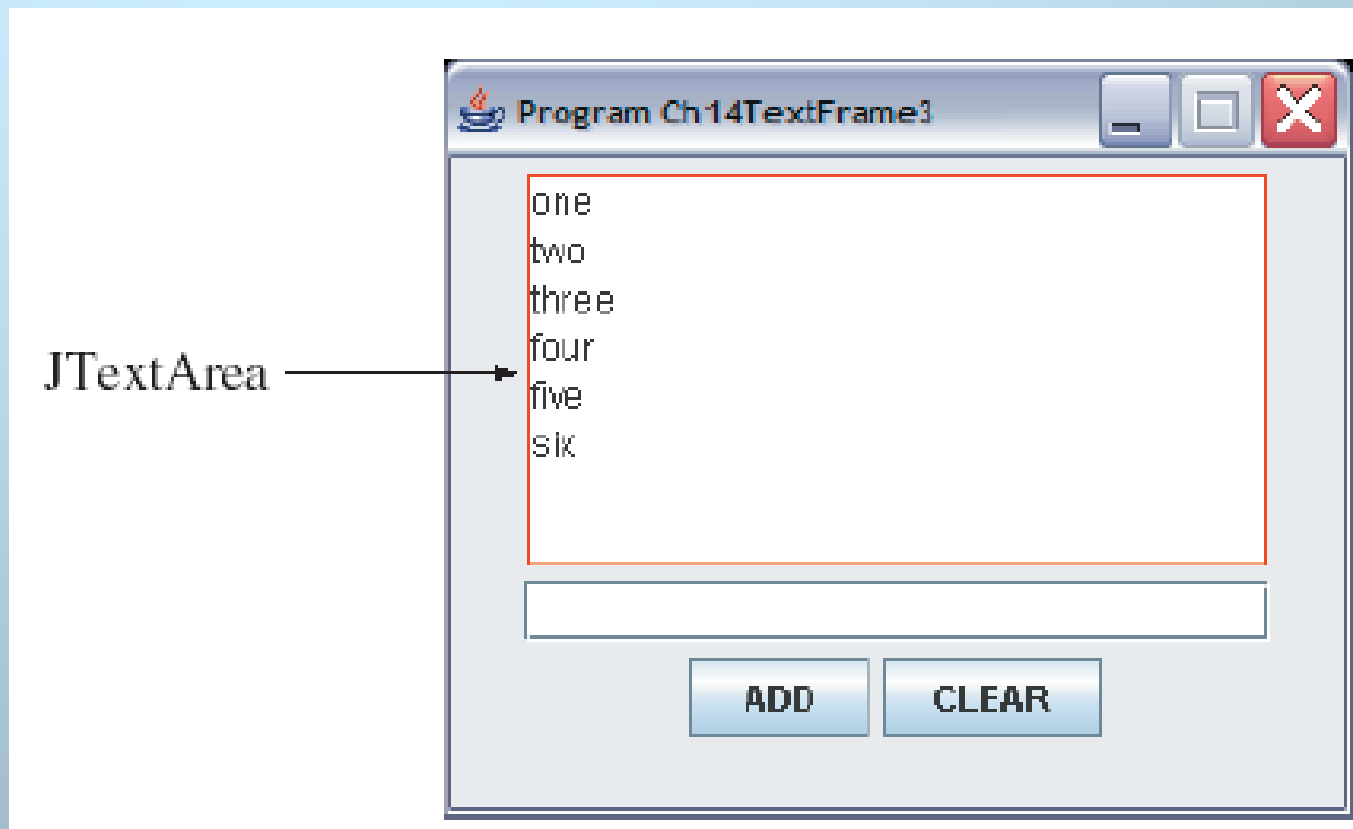 Program Ch14TextFrame3
one
two
three
JTextArea
four
five
six
ADD
CLEAR